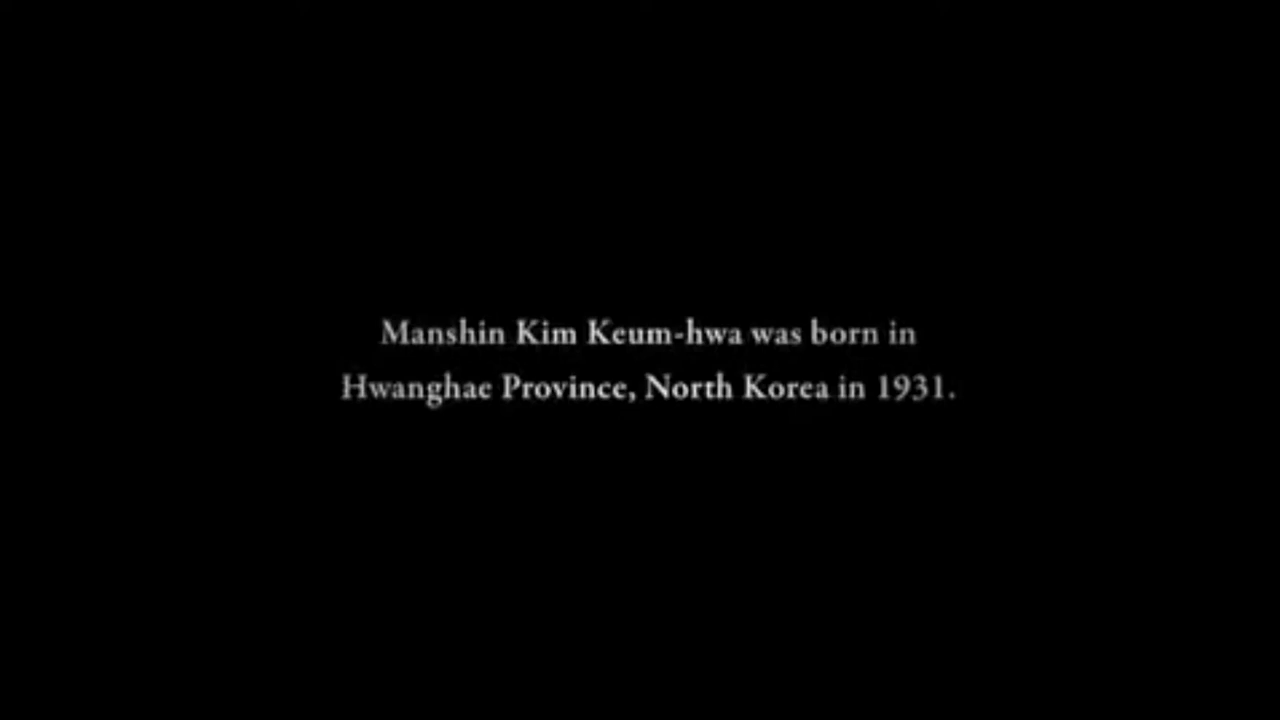 Manshin Kim Keum-hwa was born in
Hwanghae Province, North Korea in 1931.